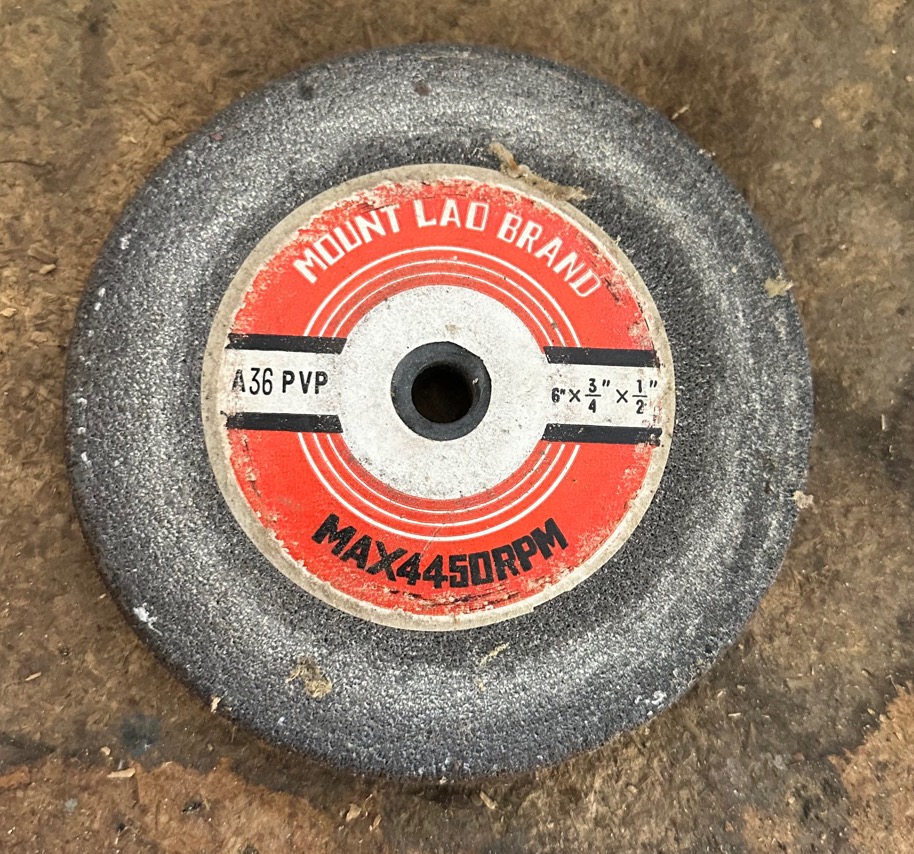 MOUNT LAO BRAND
A36 PVP
6"×3/4"×1/2"
MAX4450RPM